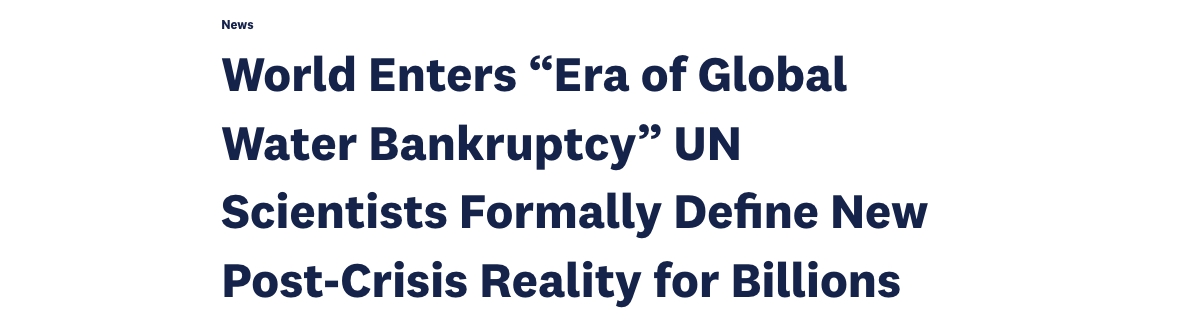 News
World Enters “Era of Global
Water Bankruptcy” UN
Scientists Formally Define New
Post-Crisis Reality for Billions